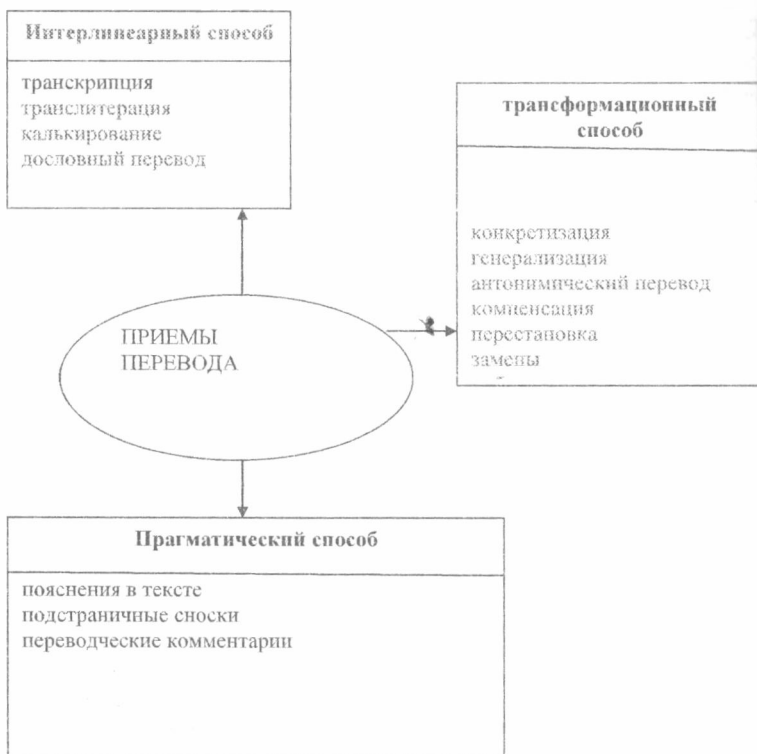 Интерлинеарный способ
транскрипция
транслитерация
калькирование
дословный перевод
трансформационный
способ
конкретизация
генерализация
антонимический перевод
компенсация
перестановка
замены
ПРИЕМЫ
ПЕРЕВОДА
Прагматический способ
пояснения в тексте
подстраничные сноски
переводческие комментарии